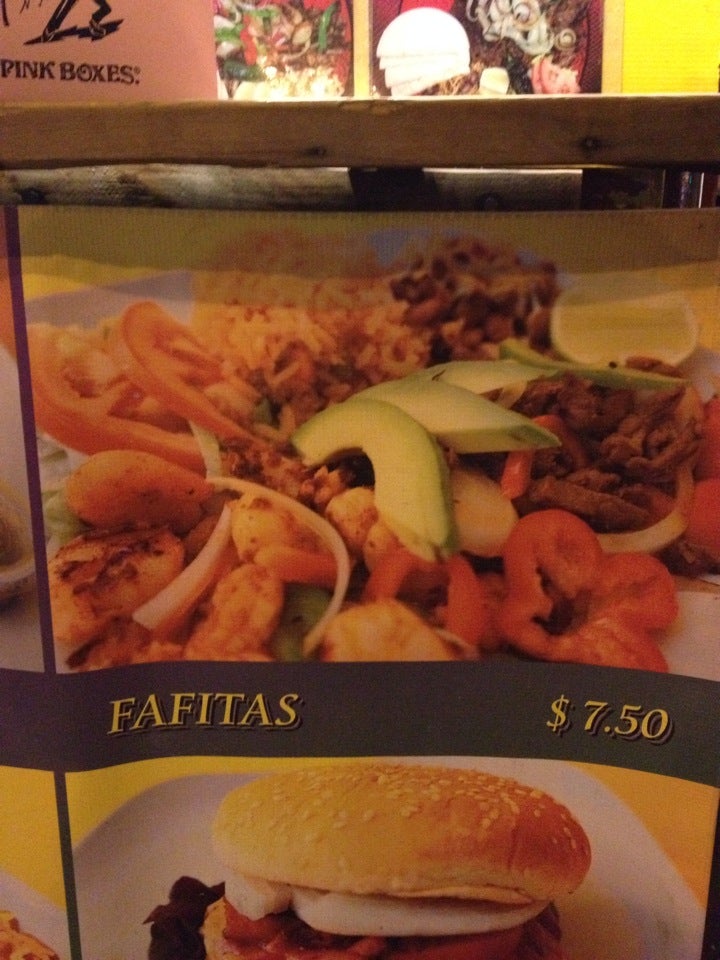 PINK BOXES.
FAFITAS $ 7.50